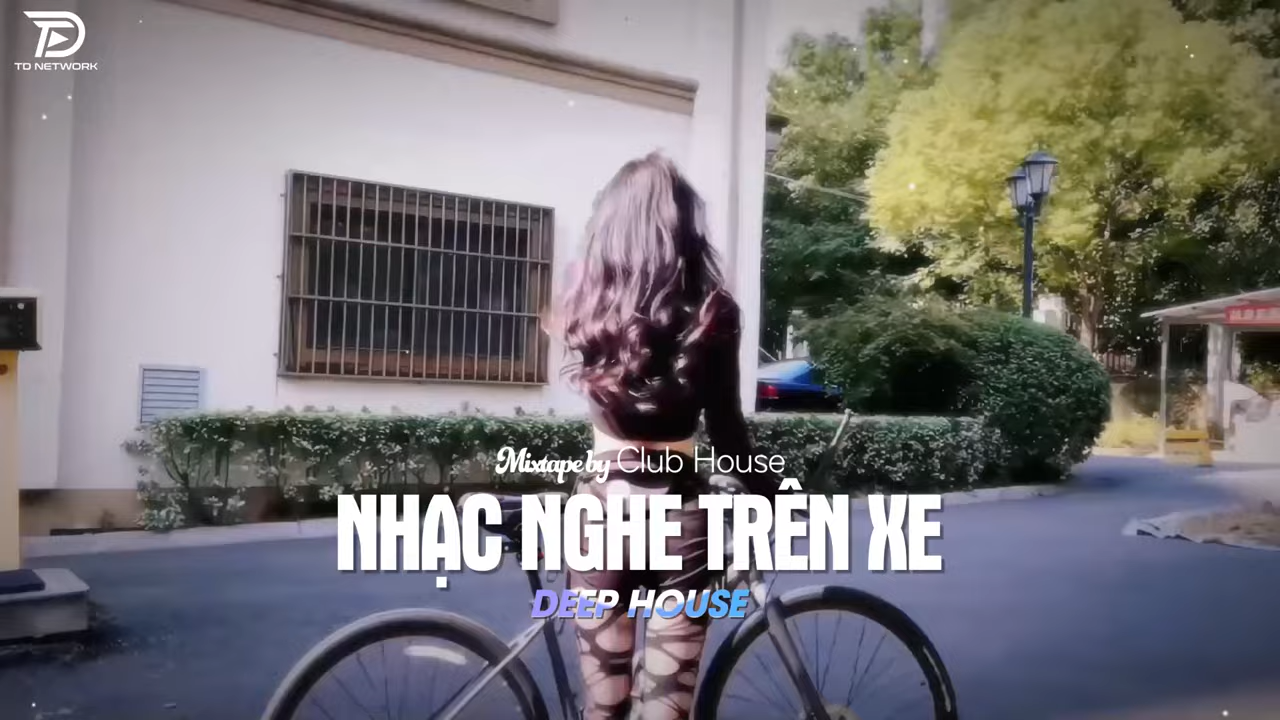 TD NETWORK
Mixtape by Club House
NHẠC NGHE TRÊN XE
DEEP HOUSE